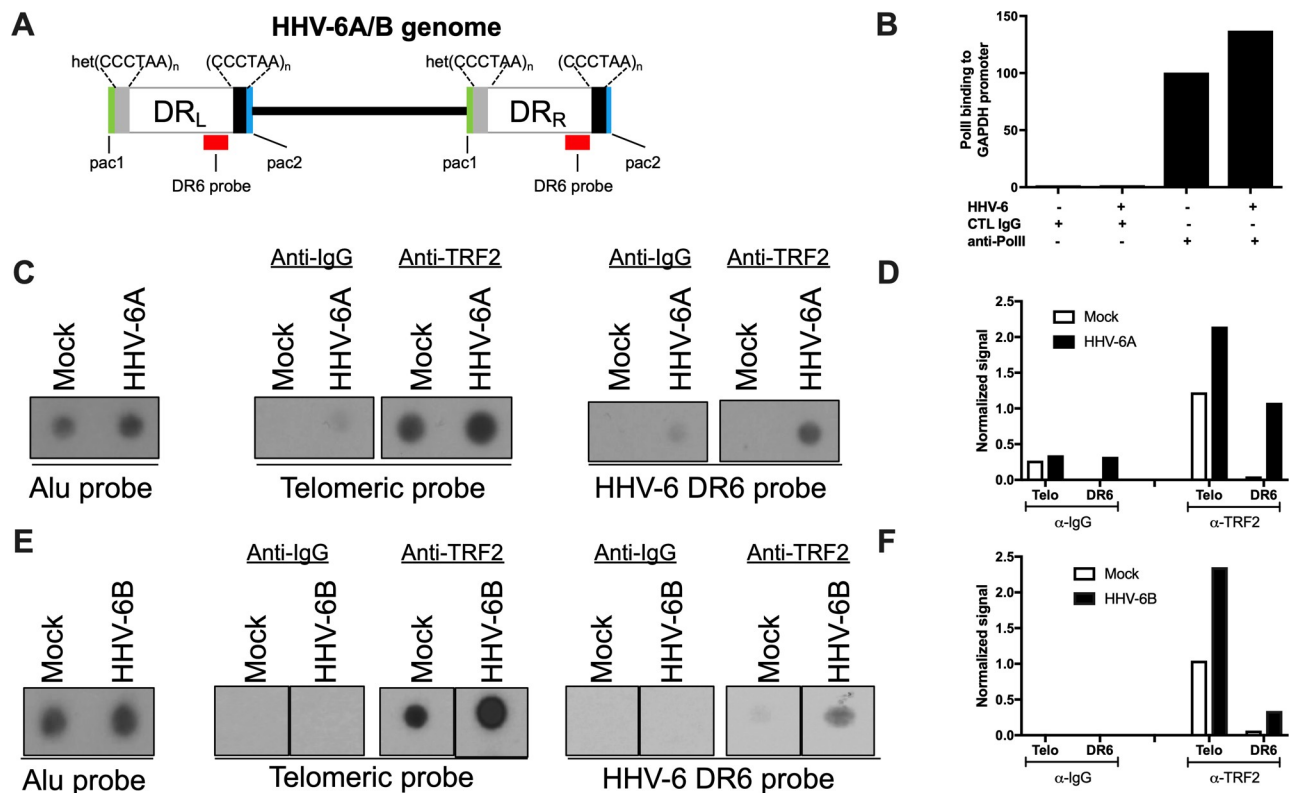 A
HHV-6A/B genome
het(CCCTAA)n (CCCTAA)n het(CCCTAA)n (CCCTAA)n
DRL DRR
pac1 pac2 pac1 pac2
DR6 probe DR6 probe
B
PolII binding to
GAPDH promoter
150
100
50
0
HHV-6 - + - +
CTL IgG + + - -
anti-PolII - - + +
C
Anti-IgG Anti-TRF2 Anti-IgG Anti-TRF2
Mock HHV-6A Mock HHV-6A Mock HHV-6A Mock HHV-6A Mock HHV-6A
Alu probe Telomeric probe HHV-6 DR6 probe
D
Normalized signal
2.5
2.0
1.5
1.0
0.5
0.0
Mock
HHV-6A
Telo DR6 Telo DR6
α-IgG α-TRF2
E
Anti-IgG Anti-TRF2 Anti-IgG Anti-TRF2
Mock HHV-6B Mock HHV-6B Mock HHV-6B Mock HHV-6B Mock HHV-6B
Alu probe Telomeric probe HHV-6 DR6 probe
F
Normalized signal
2.5
2.0
1.5
1.0
0.5
0.0
Mock
HHV-6B
Telo DR6 Telo DR6
α-IgG α-TRF2